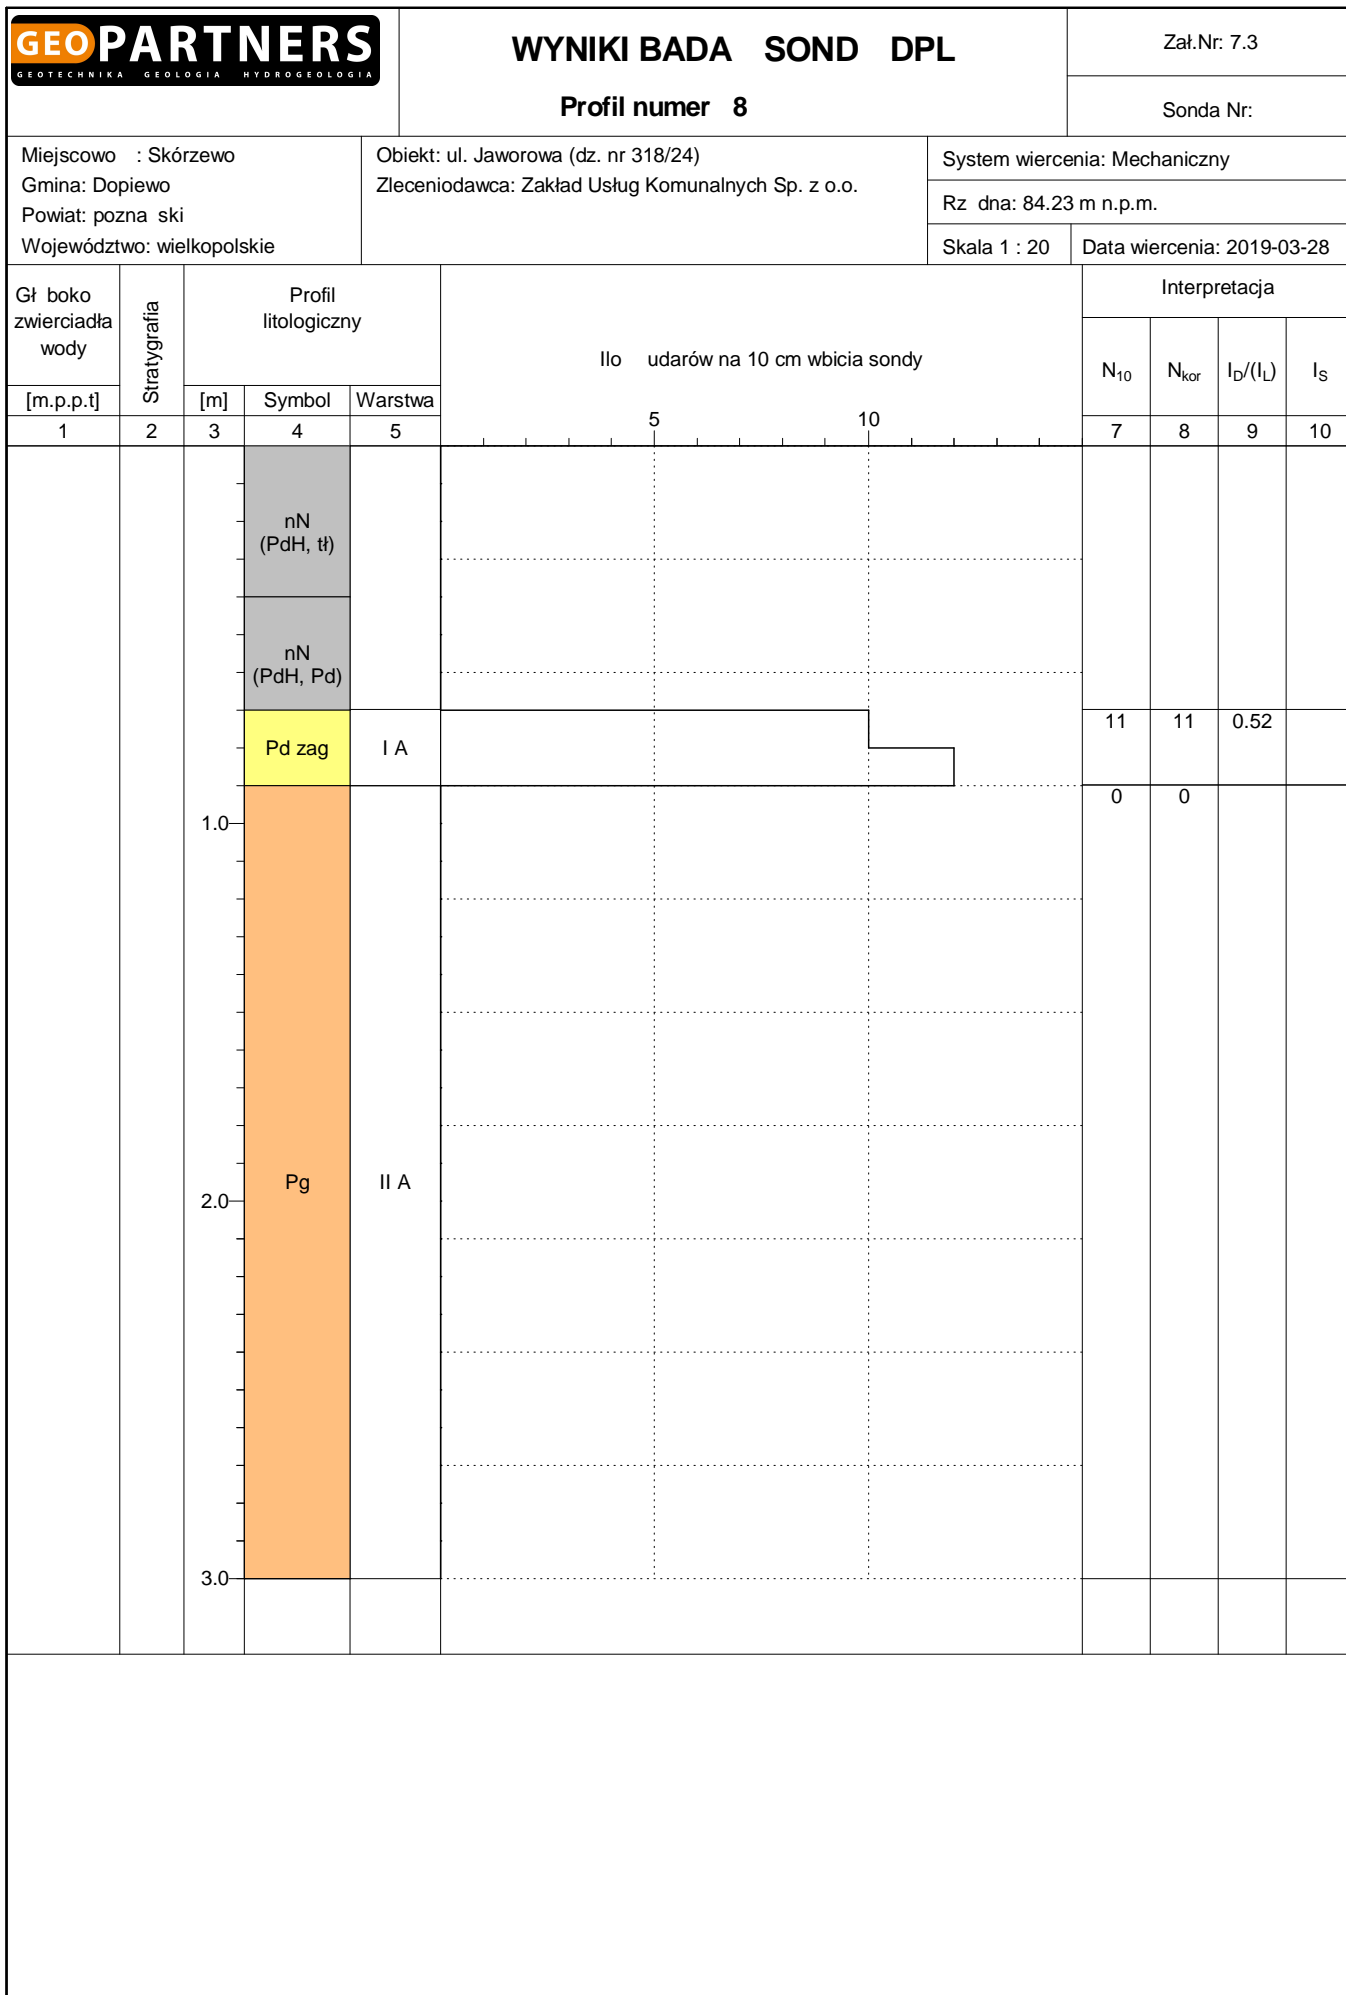 GEOPARTNERS
GEOTECHNIKA GEOLOGIA HYDROGEOLOGIA
WYNIKI BADA SOND DPL
Profil numer 8
Zał.Nr: 7.3
Sonda Nr:
Miejscowo : Skórzewo
Gmina: Dopiewo
Powiat: pozna ski
Województwo: wielkopolskie
Obiekt: ul. Jaworowa (dz. nr 318/24)
Zleceniodawca: Zakład Usług Komunalnych Sp. z o.o.
System wiercenia: Mechaniczny
Rz dna: 84.23 m n.p.m.
Skala 1 : 20
Data wiercenia: 2019-03-28
Gł boko
zwierciadła
wody
[m.p.p.t]
Stratygrafia
Profil
litologiczny
[m] Symbol Warstwa
Ilo udarów na 10 cm wbicia sondy
5 10
Interpretacja
N10 Nkor ID/(IL) IS
1 2 3 4 5 7 8 9 10
nN
(PdH, tł)
nN
(PdH, Pd)
Pd zag I A
11 11 0.52
0 0
1.0
Pg II A
2.0
3.0